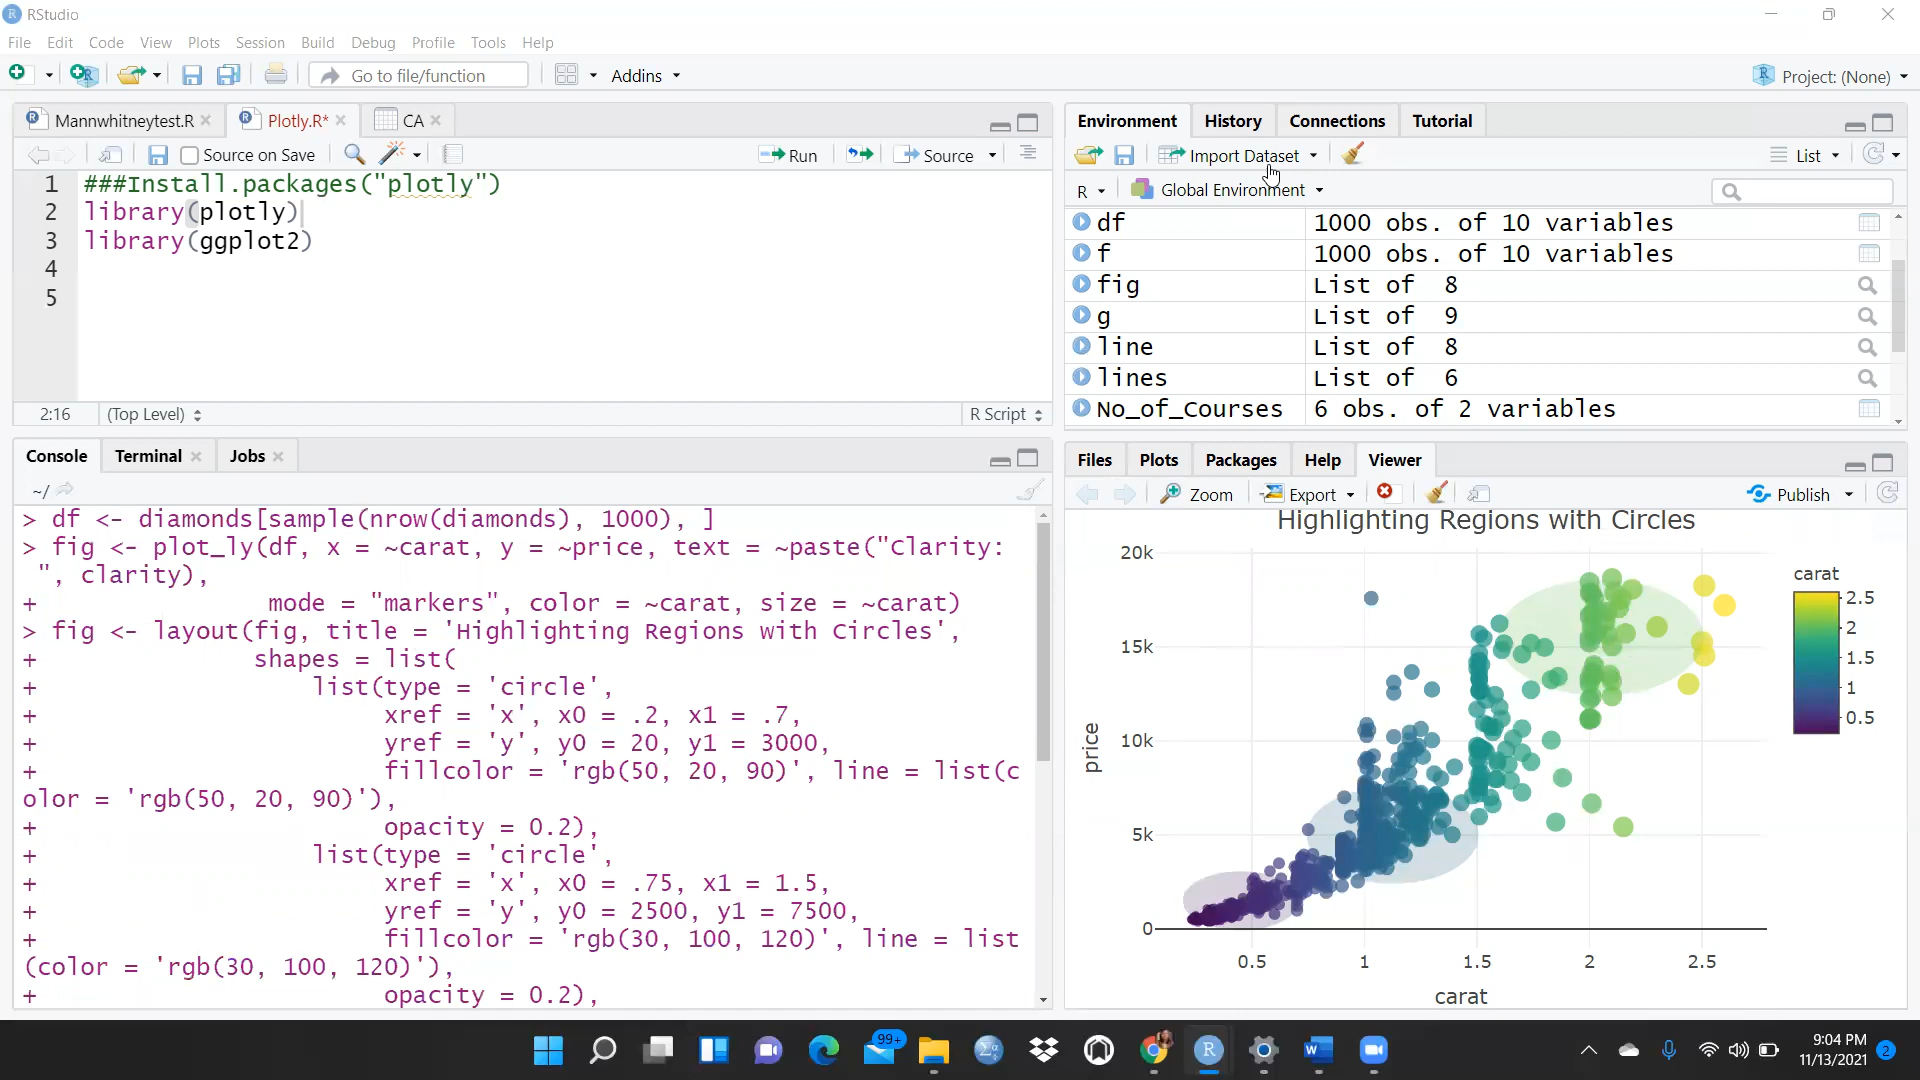 RStudio
File Edit Code View Plots Session Build Debug Profile Tools Help
Go to file/function Addins Project: (None)
Mannwhitneytest.R Plotly.R* CA
Source on Save Run Source
1 ###Install.packages("plotly")
2 library(plotly)
3 library(ggplot2)
4
5
2:16 (Top Level) R Script
Environment History Connections Tutorial
Import Dataset List
R Global Environment
df 1000 obs. of 10 variables
f 1000 obs. of 10 variables
fig List of 8
g List of 9
line List of 8
lines List of 6
No_of_Courses 6 obs. of 2 variables
Console Terminal Jobs
~/
> df <- diamonds[sample(nrow(diamonds), 1000), ]
> fig <- plot_ly(df, x = ~carat, y = ~price, text = ~paste("Clarity:
", clarity),
+ mode = "markers", color = ~carat, size = ~carat)
> fig <- layout(fig, title = 'Highlighting Regions with Circles',
+ shapes = list(
+ list(type = 'circle',
+ xref = 'x', x0 = .2, x1 = .7,
+ yref = 'y', y0 = 20, y1 = 3000,
+ fillcolor = 'rgb(50, 20, 90)', line = list(c
olor = 'rgb(50, 20, 90)'),
+ opacity = 0.2),
+ list(type = 'circle',
+ xref = 'x', x0 = .75, x1 = 1.5,
+ yref = 'y', y0 = 2500, y1 = 7500,
+ fillcolor = 'rgb(30, 100, 120)', line = list
(color = 'rgb(30, 100, 120)'),
+ opacity = 0.2),
Files Plots Packages Help Viewer
Zoom Export Publish
Highlighting Regions with Circles
20k
15k
10k
5k
0
price
0.5 1 1.5 2 2.5
carat
carat
2.5
2
1.5
1
0.5
99+
9:04 PM
11/13/2021
2